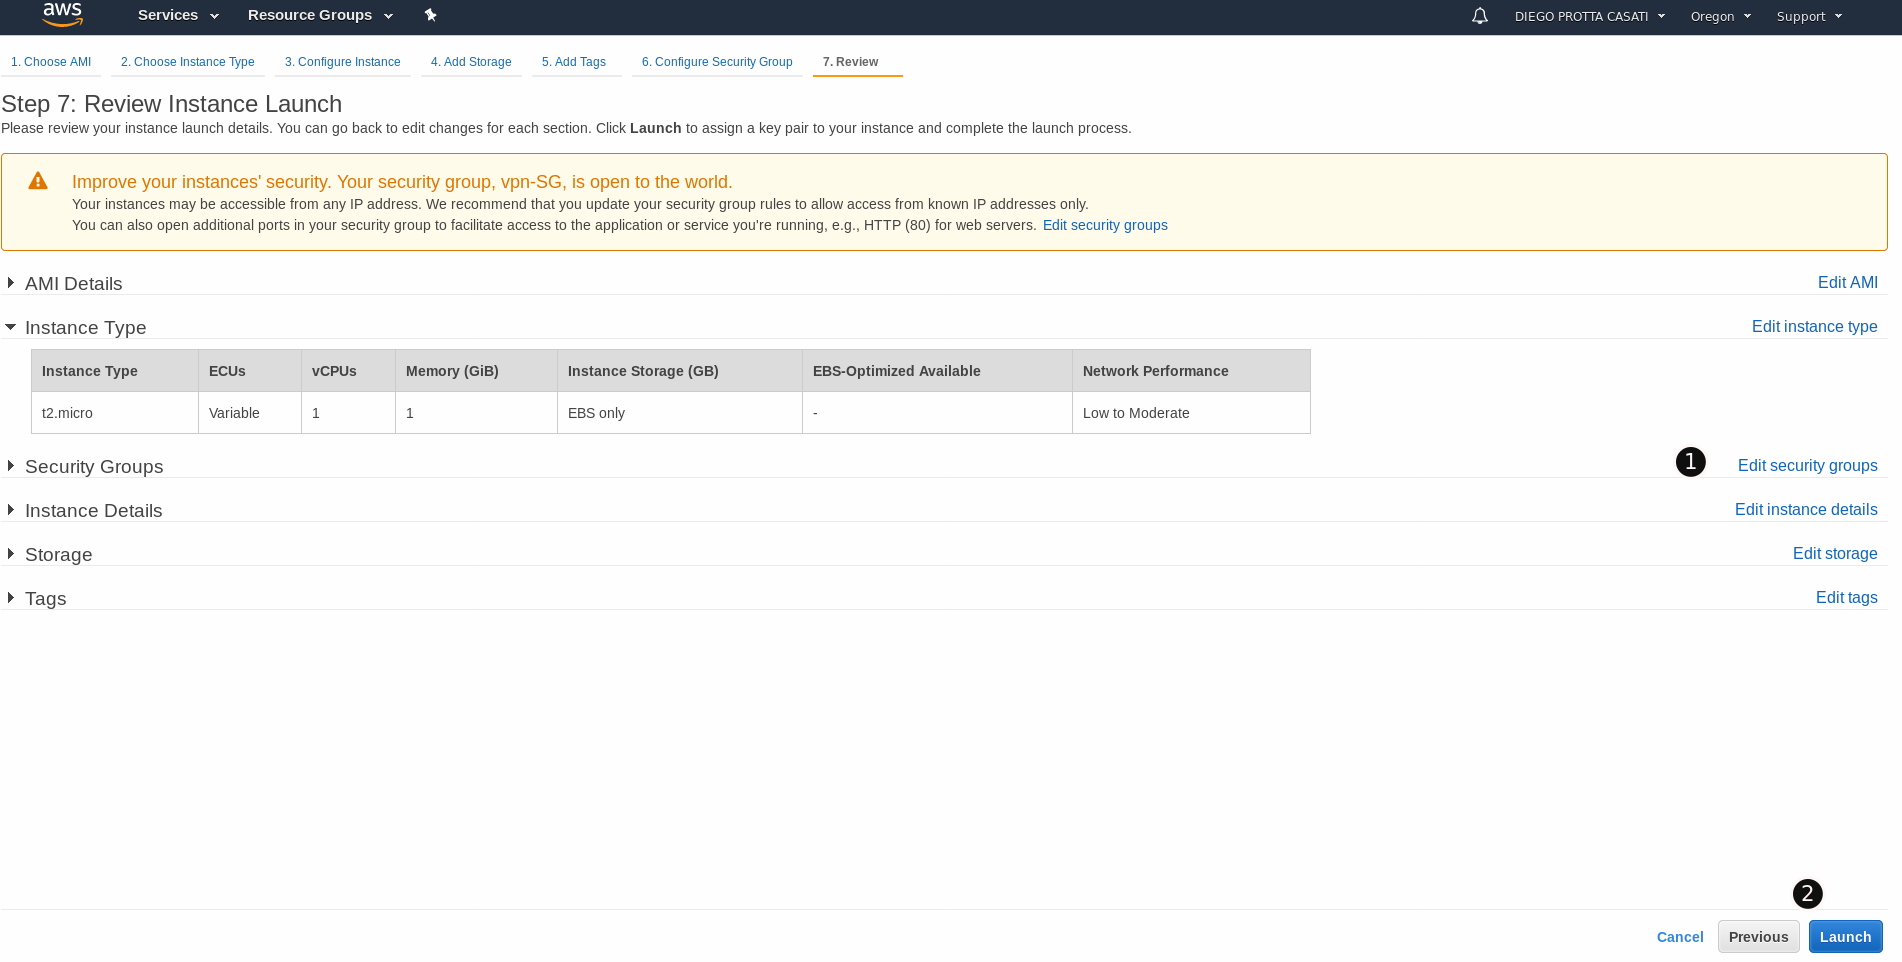 aws Services Resource Groups DIEGO PROTTA CASATI Oregon Support
1. Choose AMI 2. Choose Instance Type 3. Configure Instance 4. Add Storage 5. Add Tags 6. Configure Security Group 7. Review
Step 7: Review Instance Launch
Please review your instance launch details. You can go back to edit changes for each section. Click Launch to assign a key pair to your instance and complete the launch process.
Improve your instances' security. Your security group, vpn-SG, is open to the world.
Your instances may be accessible from any IP address. We recommend that you update your security group rules to allow access from known IP addresses only.
You can also open additional ports in your security group to facilitate access to the application or service you're running, e.g., HTTP (80) for web servers. Edit security groups
AMI Details Edit AMI
Instance Type Edit instance type
Instance Type ECUs vCPUs Memory (GiB) Instance Storage (GB) EBS-Optimized Available Network Performance
t2.micro Variable 1 1 EBS only - Low to Moderate
Security Groups 1 Edit security groups
Instance Details Edit instance details
Storage Edit storage
Tags Edit tags
2
Cancel Previous Launch